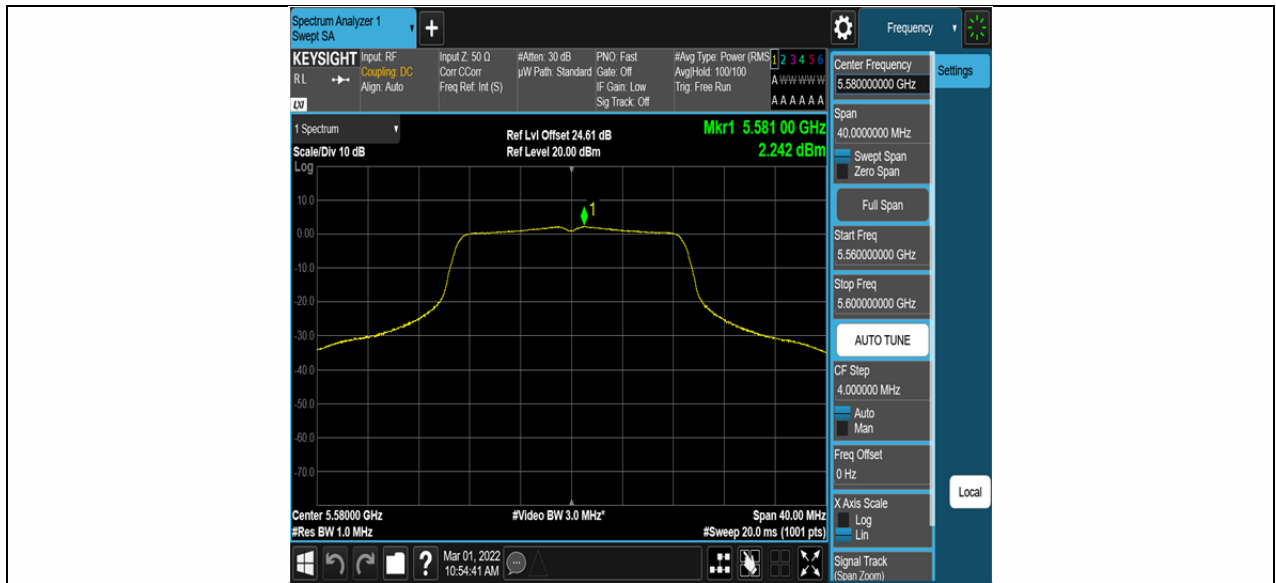 Spectrum Analyzer 1
Swept SA
+
Frequency
KEYSIGHT
RL
LXI
Input: RF
Coupling: DC
Align: Auto
Input Z: 50 Ω
Corr CCorr
Freq Ref: Int (S)
#Atten: 30 dB
µW Path: Standard
PNO: Fast
Gate: Off
IF Gain: Low
Sig Track: Off
#Avg Type: Power (RMS
Avg|Hold: 100/100
Trig: Free Run
1 2 3 4 5 6
A W W W W W
A A A A A A
1 Spectrum
Scale/Div 10 dB
Log
Ref Lvl Offset 24.61 dB
Ref Level 20.00 dBm
Mkr1 5.581 00 GHz
2.242 dBm
1
10.0
0.00
-10.0
-20.0
-30.0
-40.0
-50.0
-60.0
-70.0
Center 5.58000 GHz
#Res BW 1.0 MHz
#Video BW 3.0 MHz*
Span 40.00 MHz
#Sweep 20.0 ms (1001 pts)
?
Mar 01, 2022
10:54:41 AM
Center Frequency
5.580000000 GHz
Span
40.0000000 MHz
Swept Span
Zero Span
Full Span
Start Freq
5.560000000 GHz
Stop Freq
5.600000000 GHz
AUTO TUNE
CF Step
4.000000 MHz
Auto
Man
Freq Offset
0 Hz
X Axis Scale
Log
Lin
Signal Track
(Span Zoom)
Settings
Local